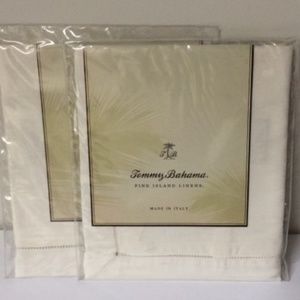 T B
Tommy Bahama.
FINE ISLAND LINENS.
MADE IN ITALY.